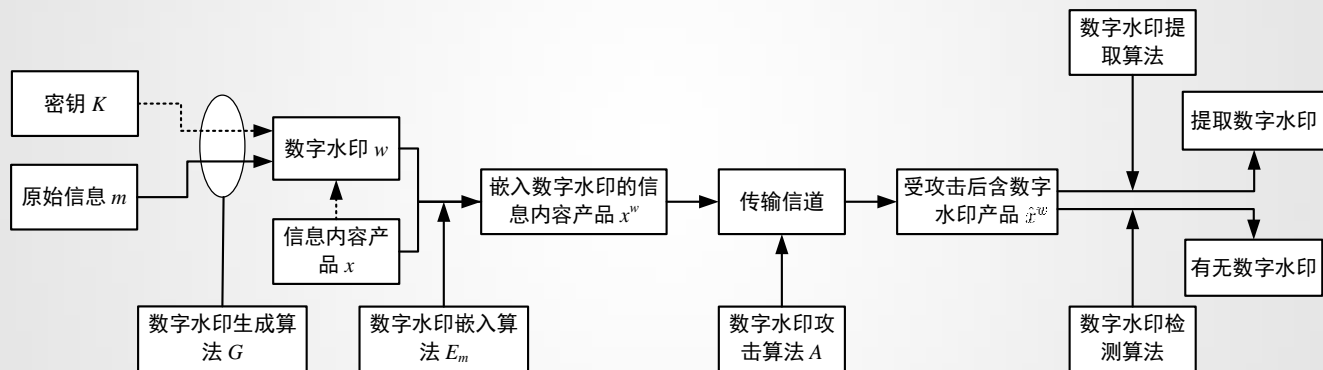 密钥 K
原始信息 m
数字水印 w
信息内容产
品 x
数字水印生成算
法 G
数字水印嵌入算
法 Eₘ
嵌入数字水印的信
息内容产品 xʷ
传输信道
数字水印攻
击算法 A
受攻击后含数字
水印产品 x̂ʷ
数字水印提
取算法
数字水印检
测算法
提取数字水印
有无数字水印